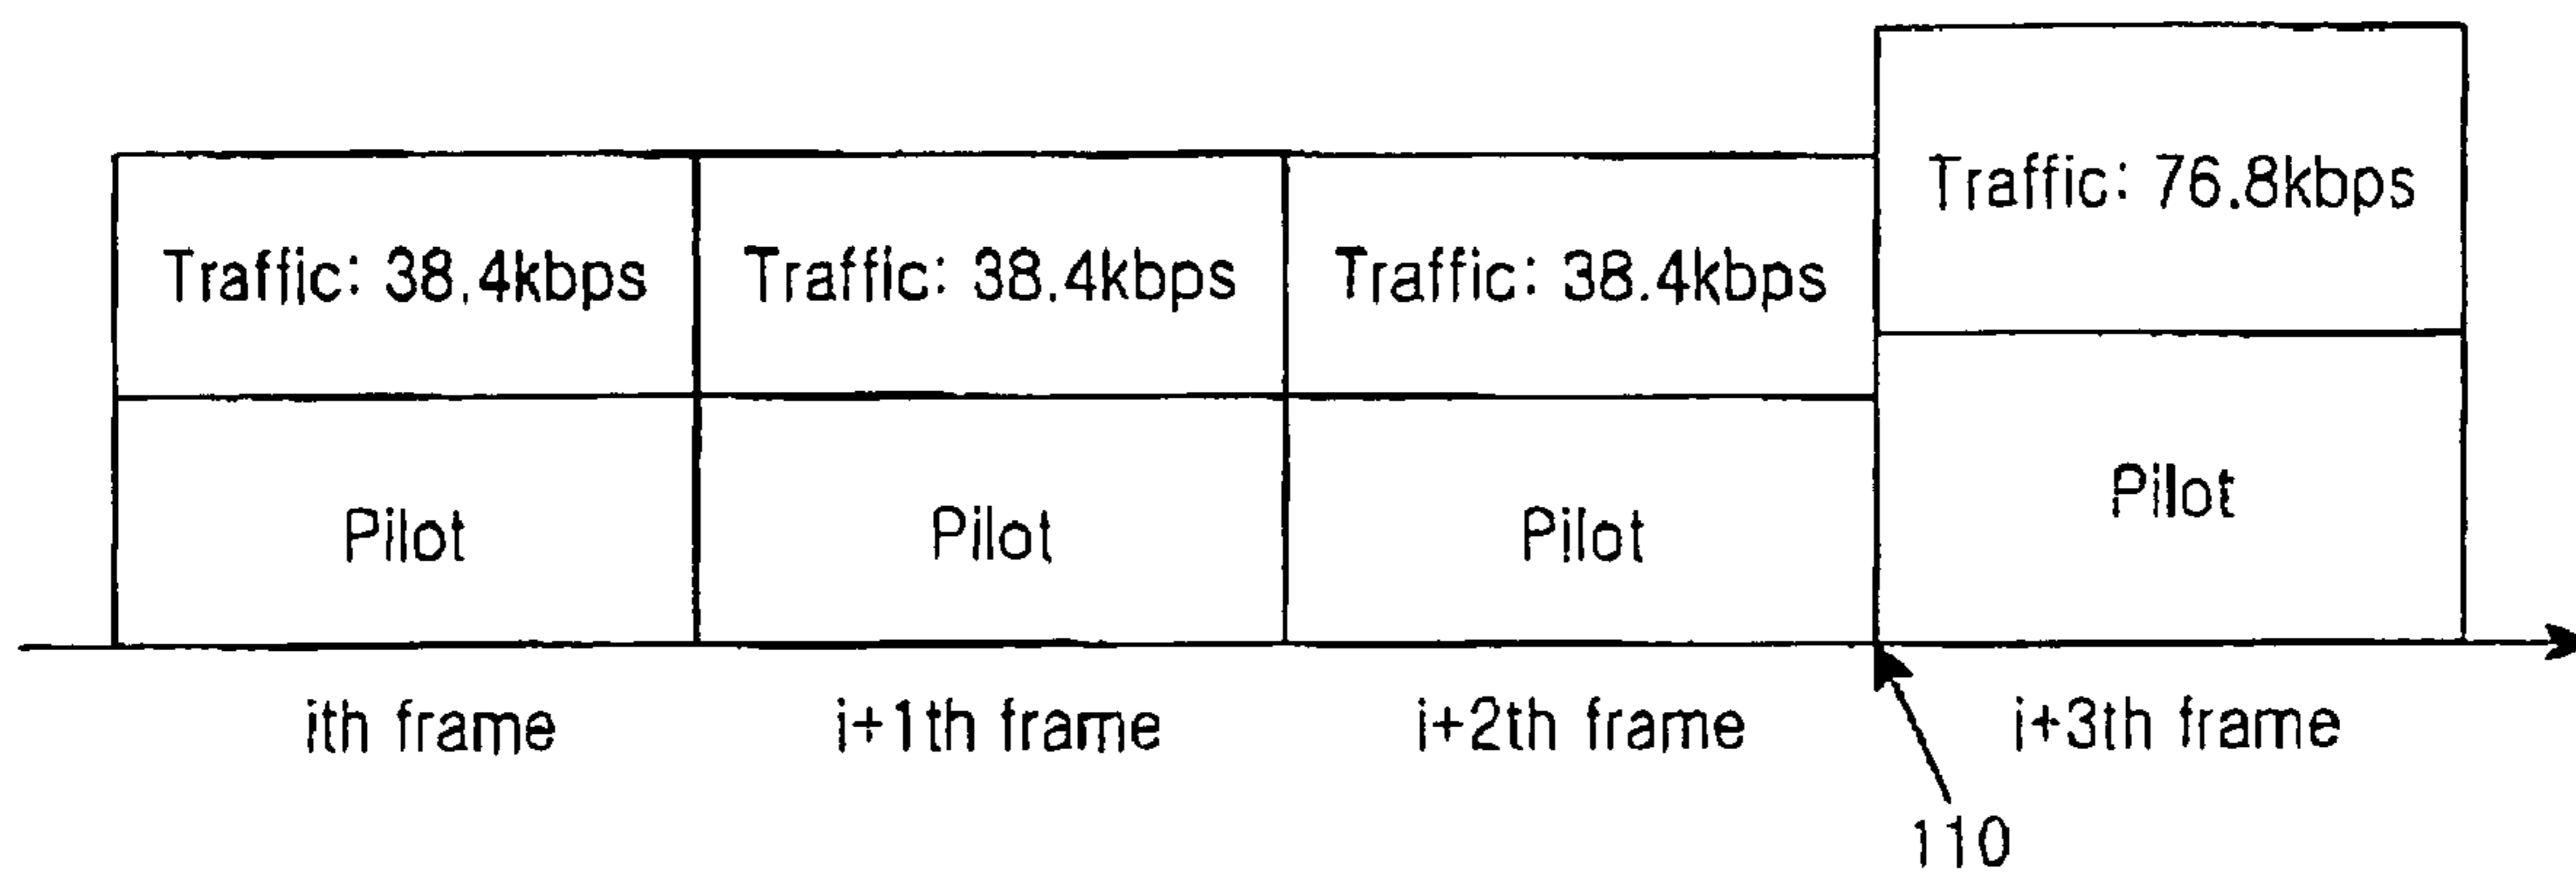 Traffic: 76.8kbps
Traffic: 38.4kbps Traffic: 38.4kbps Traffic: 38.4kbps
Pilot Pilot Pilot Pilot
ith frame i+1th frame i+2th frame i+3th frame
110